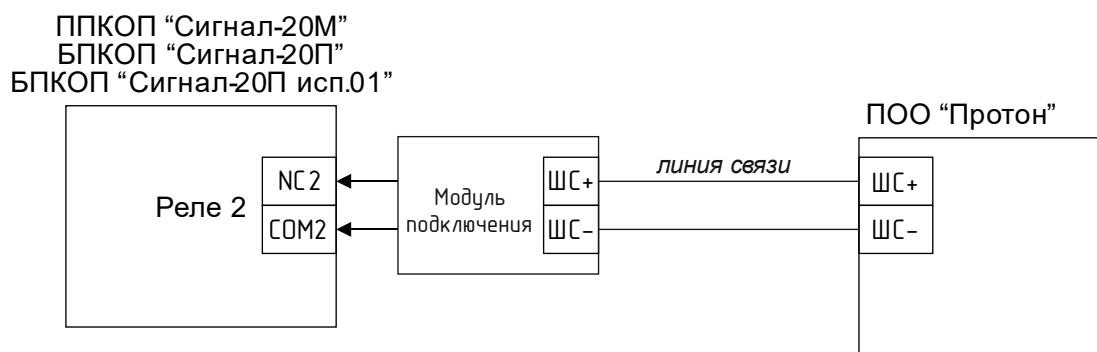 ППКОП “Сигнал-20М”
БПКОП “Сигнал-20П”
БПКОП “Сигнал-20П исп.01”
ПОО “Протон”
линия связи
NC2
ШС+
ШС+
Реле 2
Модуль
подключения
COM2
ШС-
ШС-